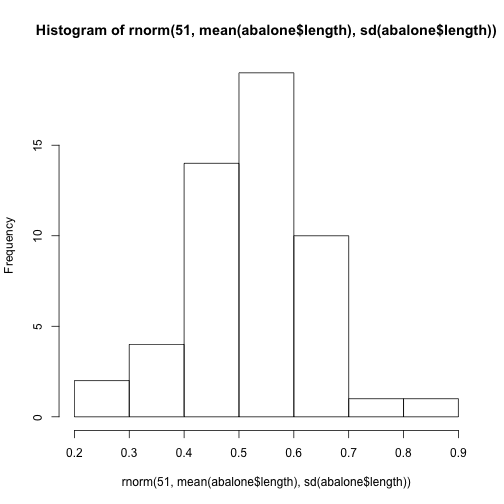 Histogram of rnorm(51, mean(abalone$length), sd(abalone$length))
Frequency
15
10
5
0
0.2 0.3 0.4 0.5 0.6 0.7 0.8 0.9
rnorm(51, mean(abalone$length), sd(abalone$length))